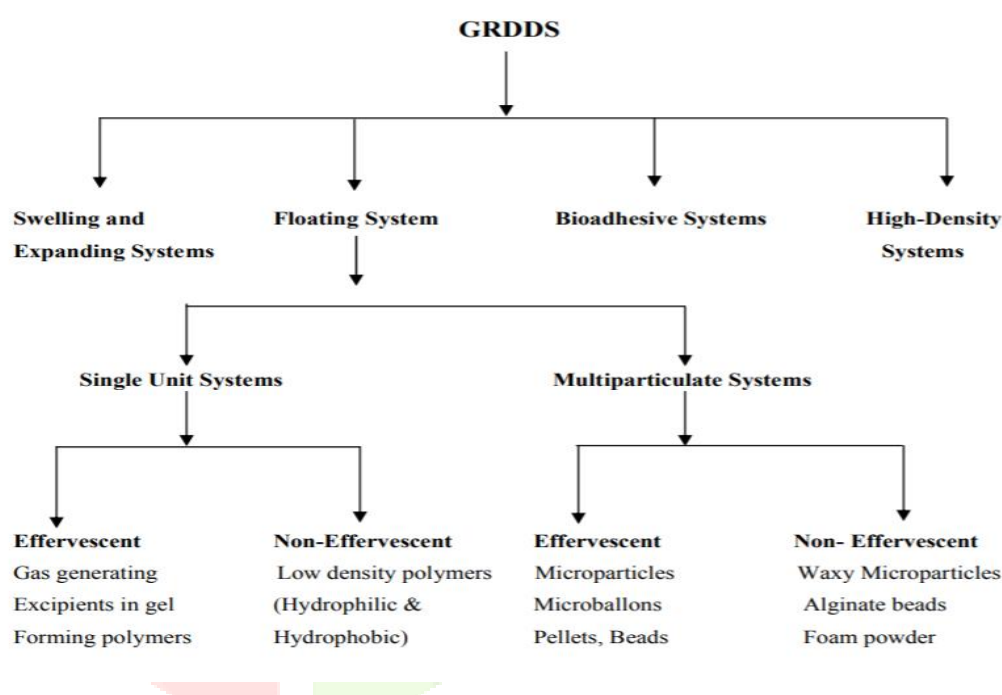 GRDDS
Swelling and
Expanding Systems
Floating System
Bioadhesive Systems
High-Density
Systems
Single Unit Systems
Multiparticulate Systems
Effervescent
Gas generating
Excipients in gel
Forming polymers
Non-Effervescent
Low density polymers
(Hydrophilic &
Hydrophobic)
Effervescent
Microparticles
Microballons
Pellets, Beads
Non- Effervescent
Waxy Microparticles
Alginate beads
Foam powder